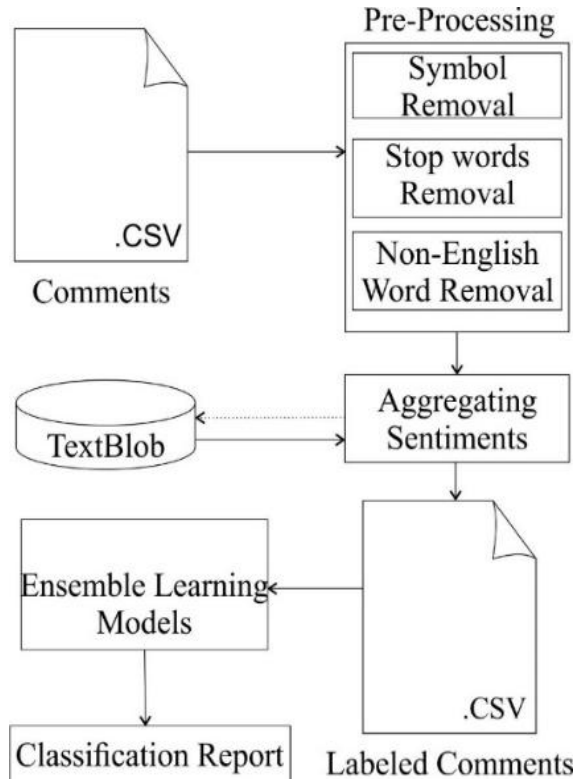 Pre-Processing
Symbol
Removal
Stop words
Removal
Non-English
Word Removal
.CSV
Comments
Aggregating
Sentiments
TextBlob
Ensemble Learning
Models
.CSV
Labeled Comments
Classification Report